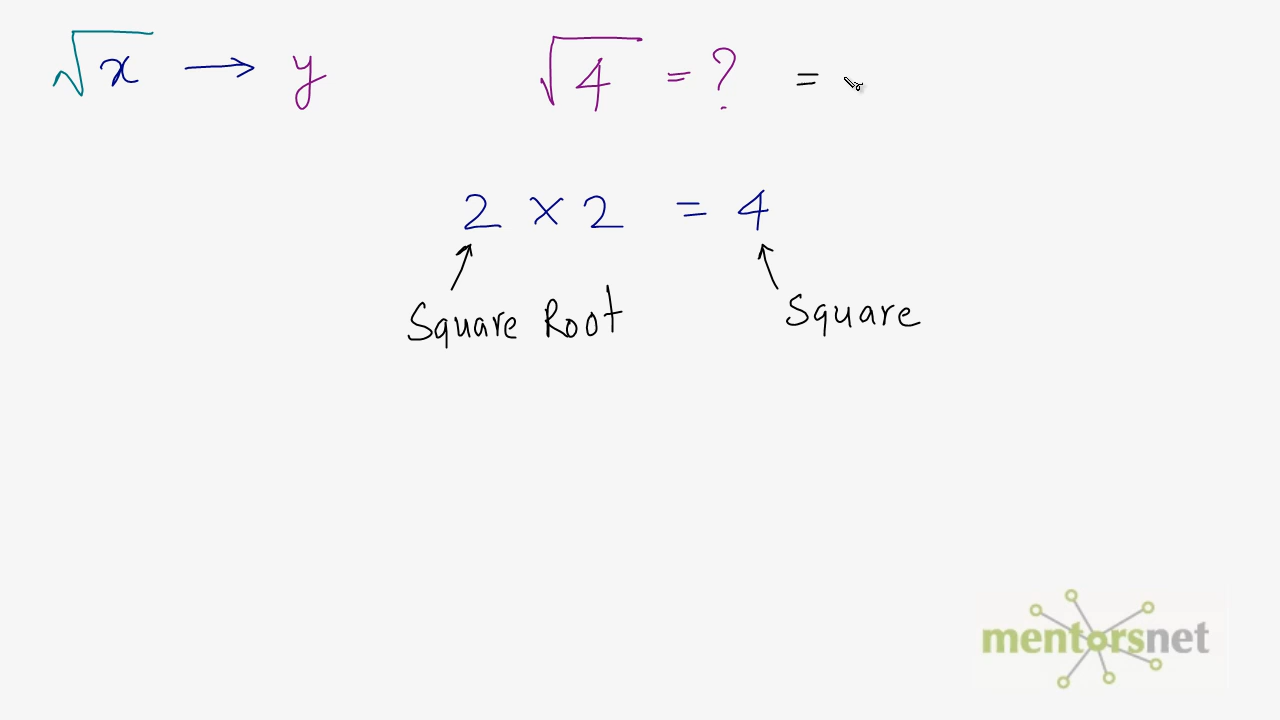 √x → y √4 = ? =
2 × 2 = 4
Square Root Square
mentorsnet